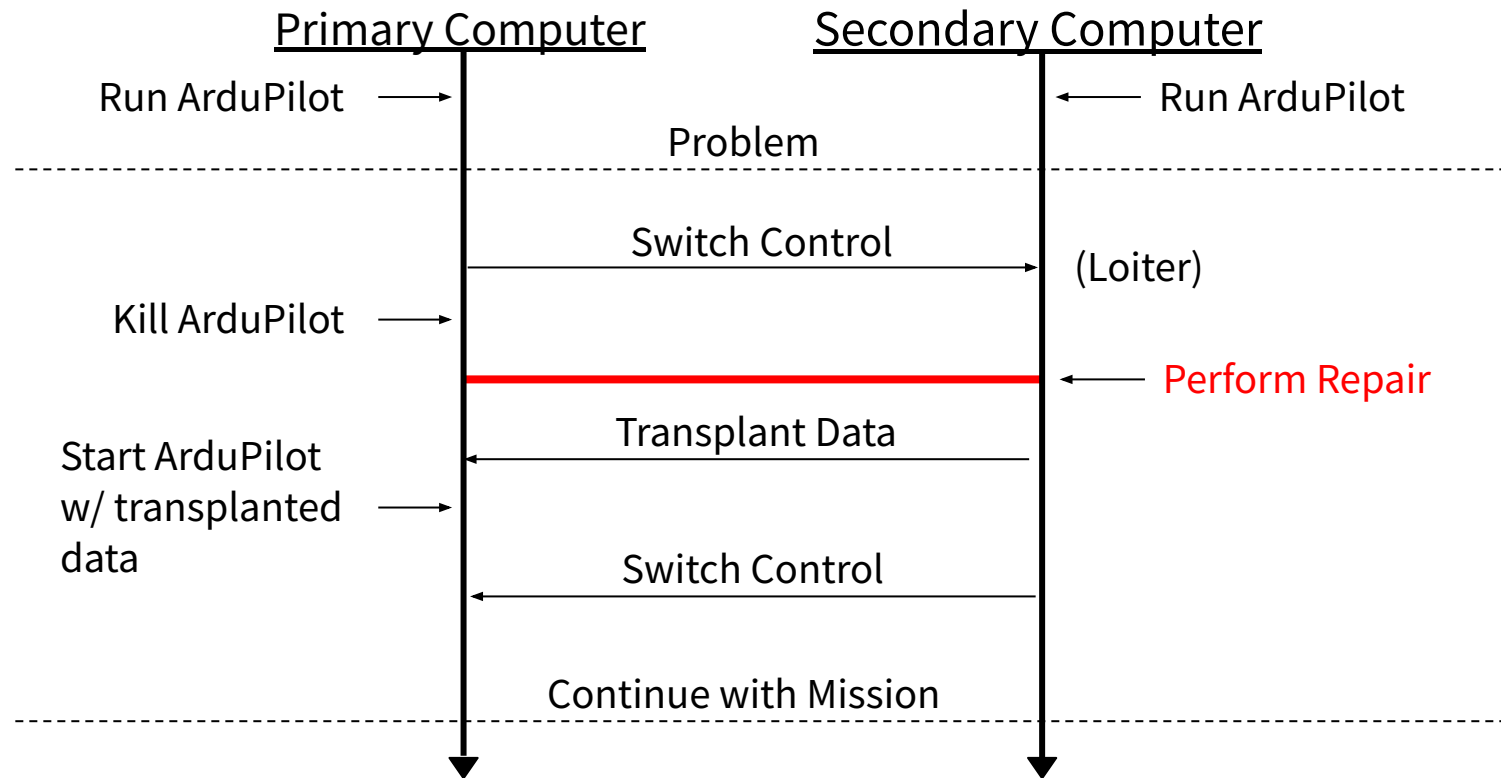 Primary Computer
Secondary Computer
Run ArduPilot
Run ArduPilot
Problem
Switch Control
(Loiter)
Kill ArduPilot
Perform Repair
Transplant Data
Start ArduPilot
w/ transplanted
data
Switch Control
Continue with Mission